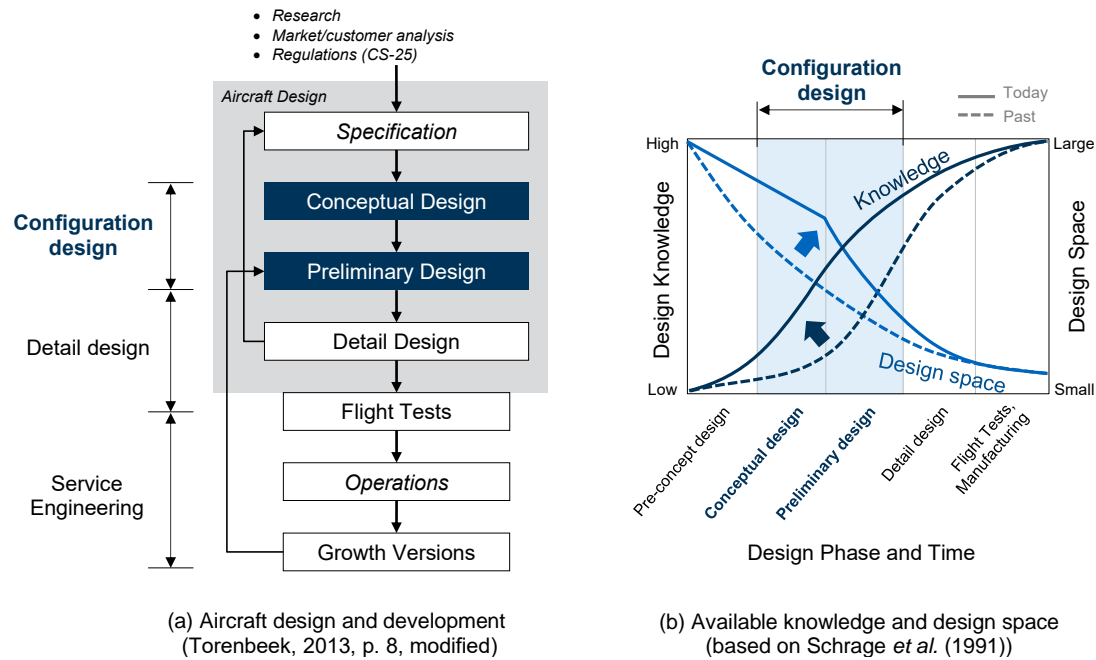 • Research
• Market/customer analysis
• Regulations (CS-25)
Aircraft Design
Specification
Conceptual Design
Preliminary Design
Detail Design
Flight Tests
Operations
Growth Versions
Configuration
design
Detail design
Service
Engineering
(a) Aircraft design and development
(Torenbeek, 2013, p. 8, modified)
Configuration
design
Today
Past
High
Low
Design Knowledge
Large
Small
Design Space
Knowledge
Design space
Pre-concept design
Conceptual design
Preliminary design
Detail design
Flight Tests,
Manufacturing
Design Phase and Time
(b) Available knowledge and design space
(based on Schrage et al. (1991))